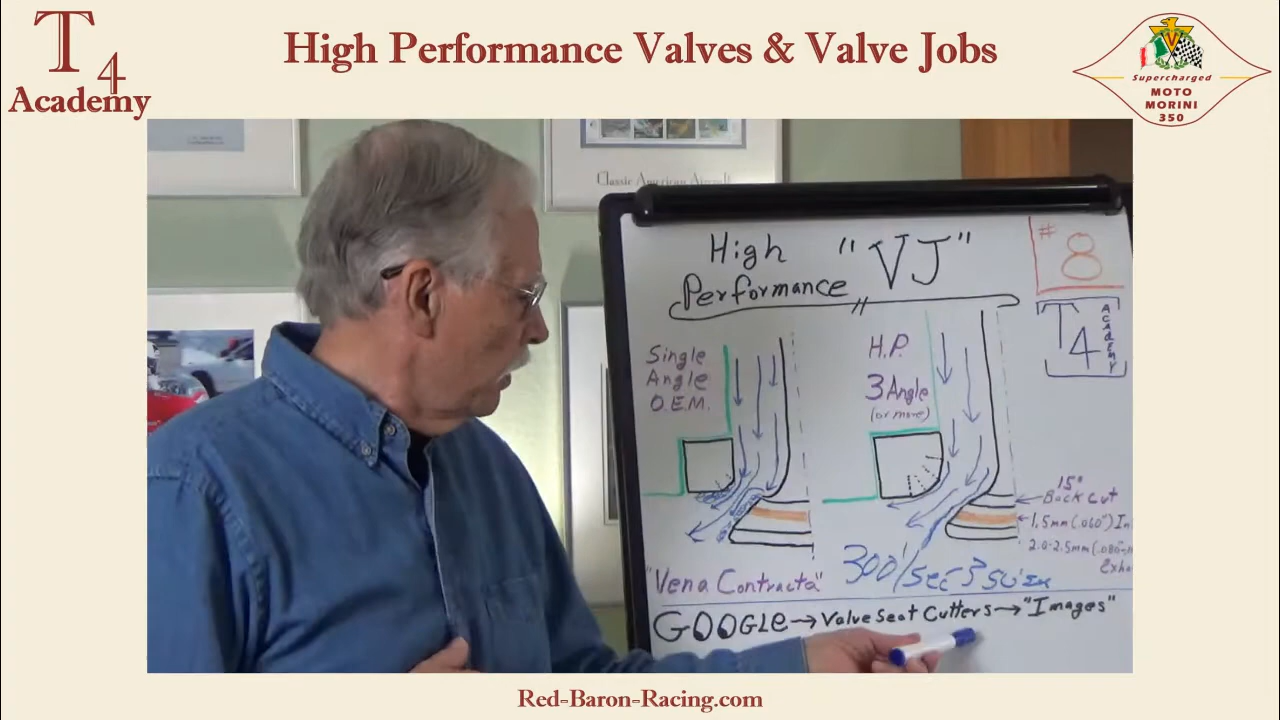 T4
Academy
High Performance Valves & Valve Jobs
Supercharged
MOTO
MORINI
350
Classic American Aircraft
High "VJ"
Performance
#8
T4
AcadEmy
Single
Angle
O.E.M.
H.P.
3 Angle
(or more)
15°
Back Cut
1.5mm (.060") In
2.0-2.5mm (.080"
Exha
"Vena Contracta"
300'/sec
GOOGLe → Valve Seat Cutters → "Images"
Red-Baron-Racing.com